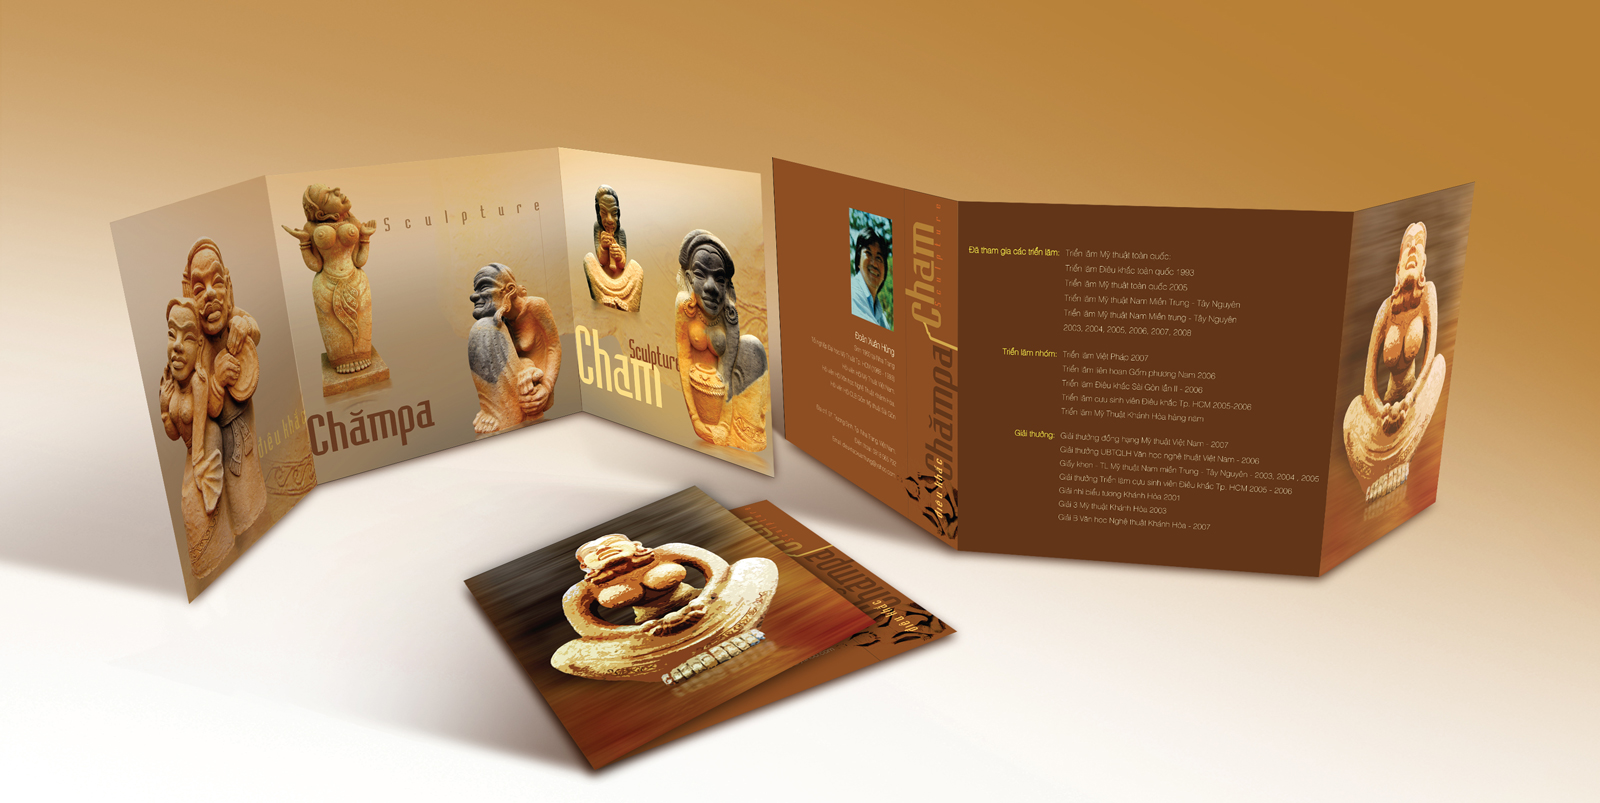 Sculpture
điêu khắc
Chămpa
Sculpture
Cham
Đoàn Xuân Hùng
điêu khắc
Chămpa/Cham
Sculpture
Đã tham gia các triển lãm: Triển lãm Mỹ thuật toàn quốc:
Triển lãm Điêu khắc toàn quốc 1993
Triển lãm Mỹ thuật toàn quốc 2005
Triển lãm Mỹ thuật Nam Miền Trung - Tây Nguyên
Triển lãm Mỹ thuật Nam Miền trung - Tây Nguyên
2003, 2004, 2005, 2006, 2007, 2008
Triển lãm nhóm: Triển lãm Việt Pháp 2007
Triển lãm liên hoan Gốm phương Nam 2006
Triển lãm Điêu khắc Sài Gòn lần II - 2006
Triển lãm cưu sinh viên Điêu khắc Tp. HCM 2005-2006
Triển lãm Mỹ Thuật Khánh Hòa hàng năm
Giải thưởng: Giải thưởng đồng hạng Mỹ thuật Việt Nam - 2007
Giải thưởng UBTQLH Văn học nghệ thuật Việt Nam - 2006
Giấy khen - TL Mỹ thuật Nam miền Trung - Tây Nguyên - 2003, 2004 , 2005
Giải thưởng Triển lãm cưu sinh viên Điêu khắc Tp. HCM 2005 - 2006
Giải nhì biểu tượng Khánh Hòa 2001
Giải 3 Mỹ thuật Khánh Hòa 2003
Giải B Văn học Nghệ thuật Khánh Hòa - 2007
Cham
Chămpa
điêu khắc